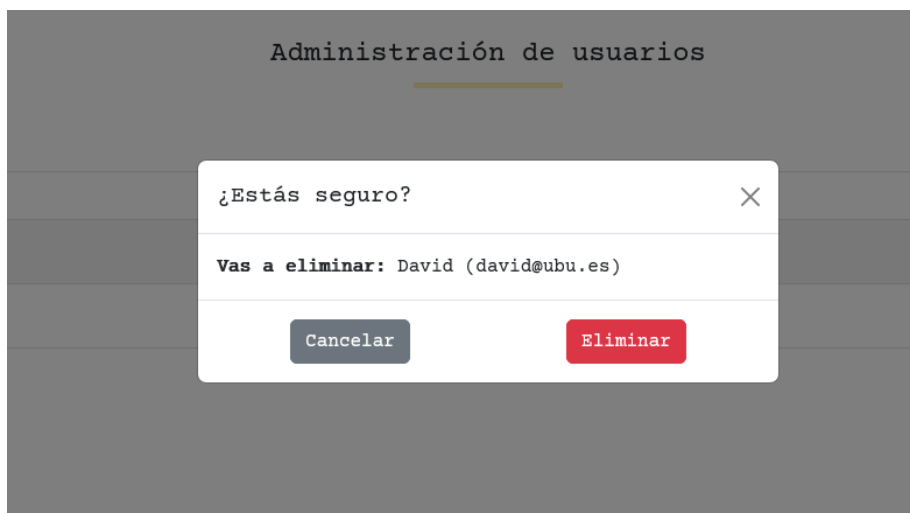 Administración de usuarios
¿Estás seguro?
Vas a eliminar: David (david@ubu.es)
Cancelar Eliminar